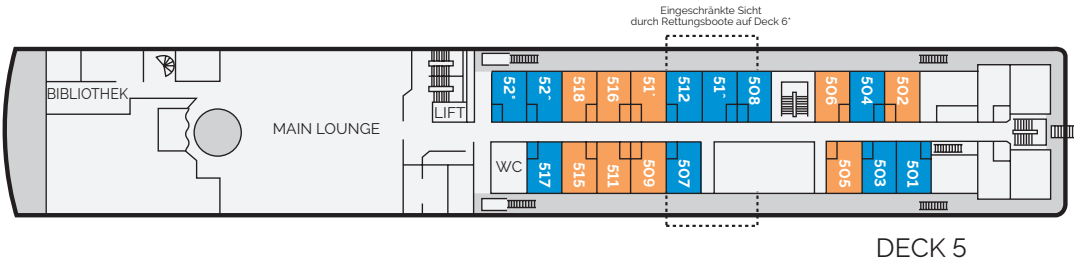 Eingeschränkte Sicht
durch Rettungsboote auf Deck 6*
BIBLIOTHEK
MAIN LOUNGE
LIFT
518
516
512
508
506
504
502
WC
517
515
511
509
507
505
503
501
DECK 5